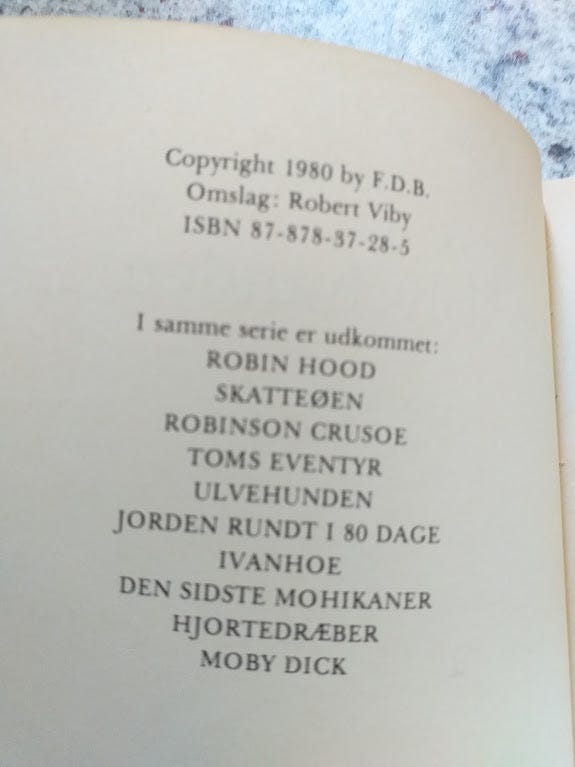 Copyright 1980 by F.D.B.
Omslag: Robert Viby
ISBN 87-878-37-28-5
I samme serie er udkommet:
ROBIN HOOD
SKATTEØEN
ROBINSON CRUSOE
TOMS EVENTYR
ULVEHUNDEN
JORDEN RUNDT I 80 DAGE
IVANHOE
DEN SIDSTE MOHIKANER
HJORTEDRÆBER
MOBY DICK